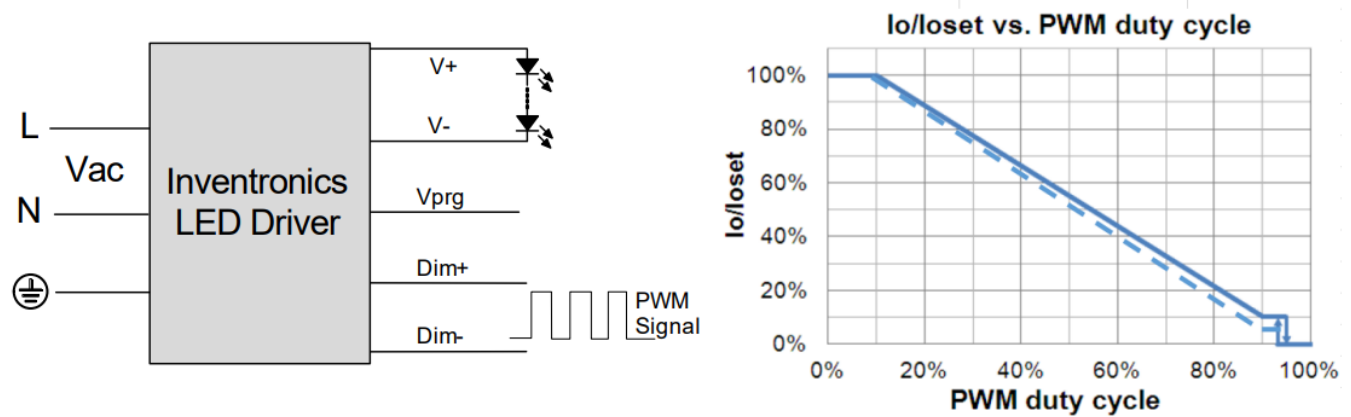 L
Vac
N
Inventronics
LED Driver
V+
V-
Vprg
Dim+
Dim-
PWM
Signal
Io/Ioset vs. PWM duty cycle
Io/Ioset
100%
80%
60%
40%
20%
0%
0%
20%
40%
60%
80%
100%
PWM duty cycle